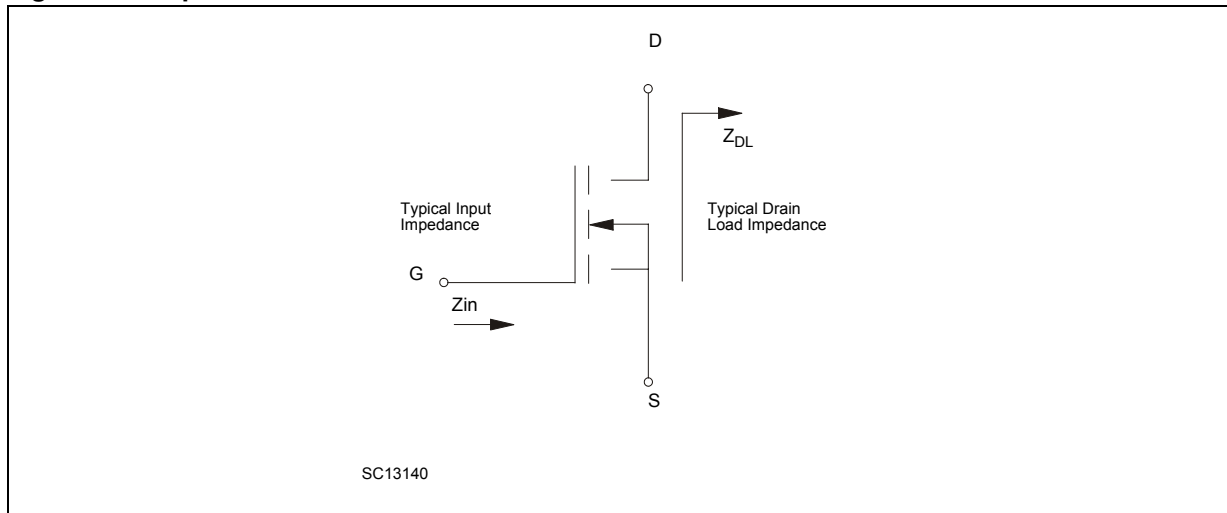 D
Z_DL
Typical Input
Impedance
Typical Drain
Load Impedance
G
Zin
S
SC13140